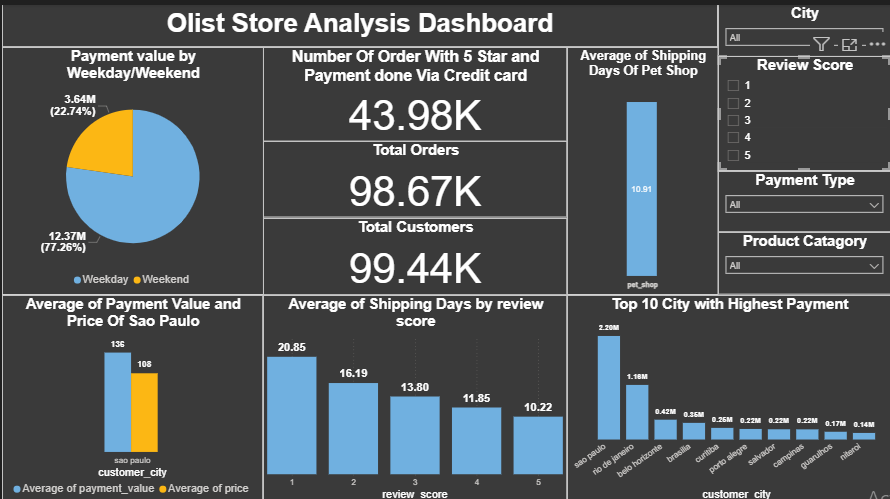 Olist Store Analysis Dashboard
City
All
Payment value by
Weekday/Weekend
3.64M
(22.74%)
12.37M
(77.26%)
Weekday Weekend
Number Of Order With 5 Star and
Payment done Via Credit card
43.98K
Total Orders
98.67K
Total Customers
99.44K
Average of Shipping
Days Of Pet Shop
10.91
pet_shop
Review Score
1
2
3
4
5
Payment Type
All
Product Catagory
All
Average of Payment Value and
Price Of Sao Paulo
136
108
sao paulo
customer_city
Average of payment_value Average of price
Average of Shipping Days by review
score
20.85
16.19
13.80
11.85
10.22
1 2 3 4 5
review_score
Top 10 City with Highest Payment
2.20M
1.16M
0.42M
0.35M
0.25M
0.22M
0.22M
0.22M
0.17M
0.14M
sao paulo
rio de janeiro
belo horizonte
brasilia
curitiba
porto alegre
salvador
campinas
guarulhos
niteroi
customer_city